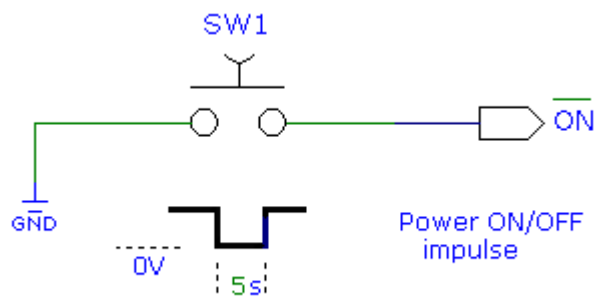 SW1
ON
GND
Power ON/OFF
impulse
0V
5s